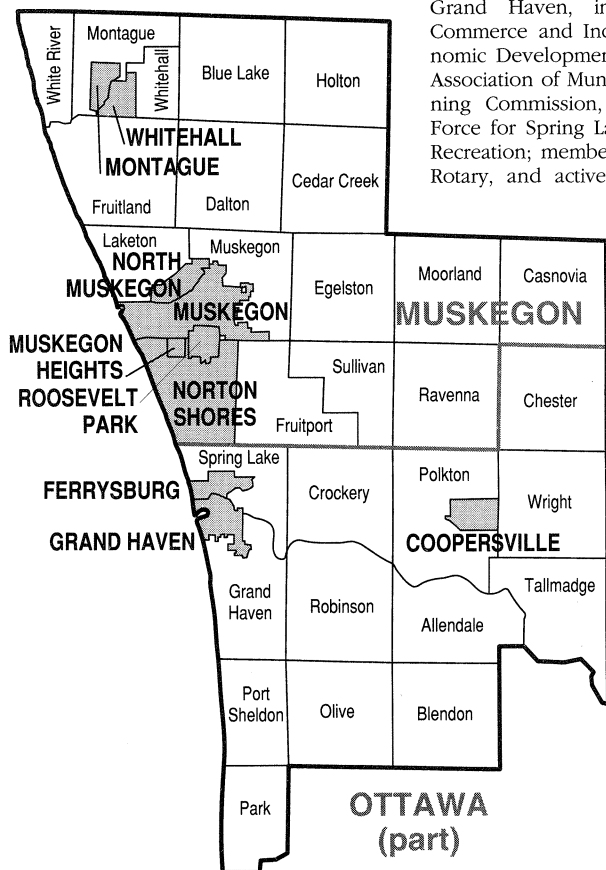 Grand Haven, in
Commerce and Inc
nomic Developmen
Association of Mun
ning Commission,
Force for Spring La
Recreation; membe
Rotary, and active
White River
Montague
Whitehall
Blue Lake
Holton
WHITEHALL
MONTAGUE
Fruitland
Dalton
Cedar Creek
Laketon
Muskegon
NORTH
MUSKEGON
MUSKEGON
Egelston
Moorland
Casnovia
MUSKEGON
MUSKEGON
HEIGHTS
ROOSEVELT
PARK
NORTON
SHORES
Sullivan
Fruitport
Ravenna
Chester
Spring Lake
FERRYSBURG
GRAND HAVEN
Crockery
Polkton
COOPERSVILLE
Wright
Tallmadge
Grand
Haven
Robinson
Allendale
Port
Sheldon
Olive
Blendon
Park
OTTAWA
(part)